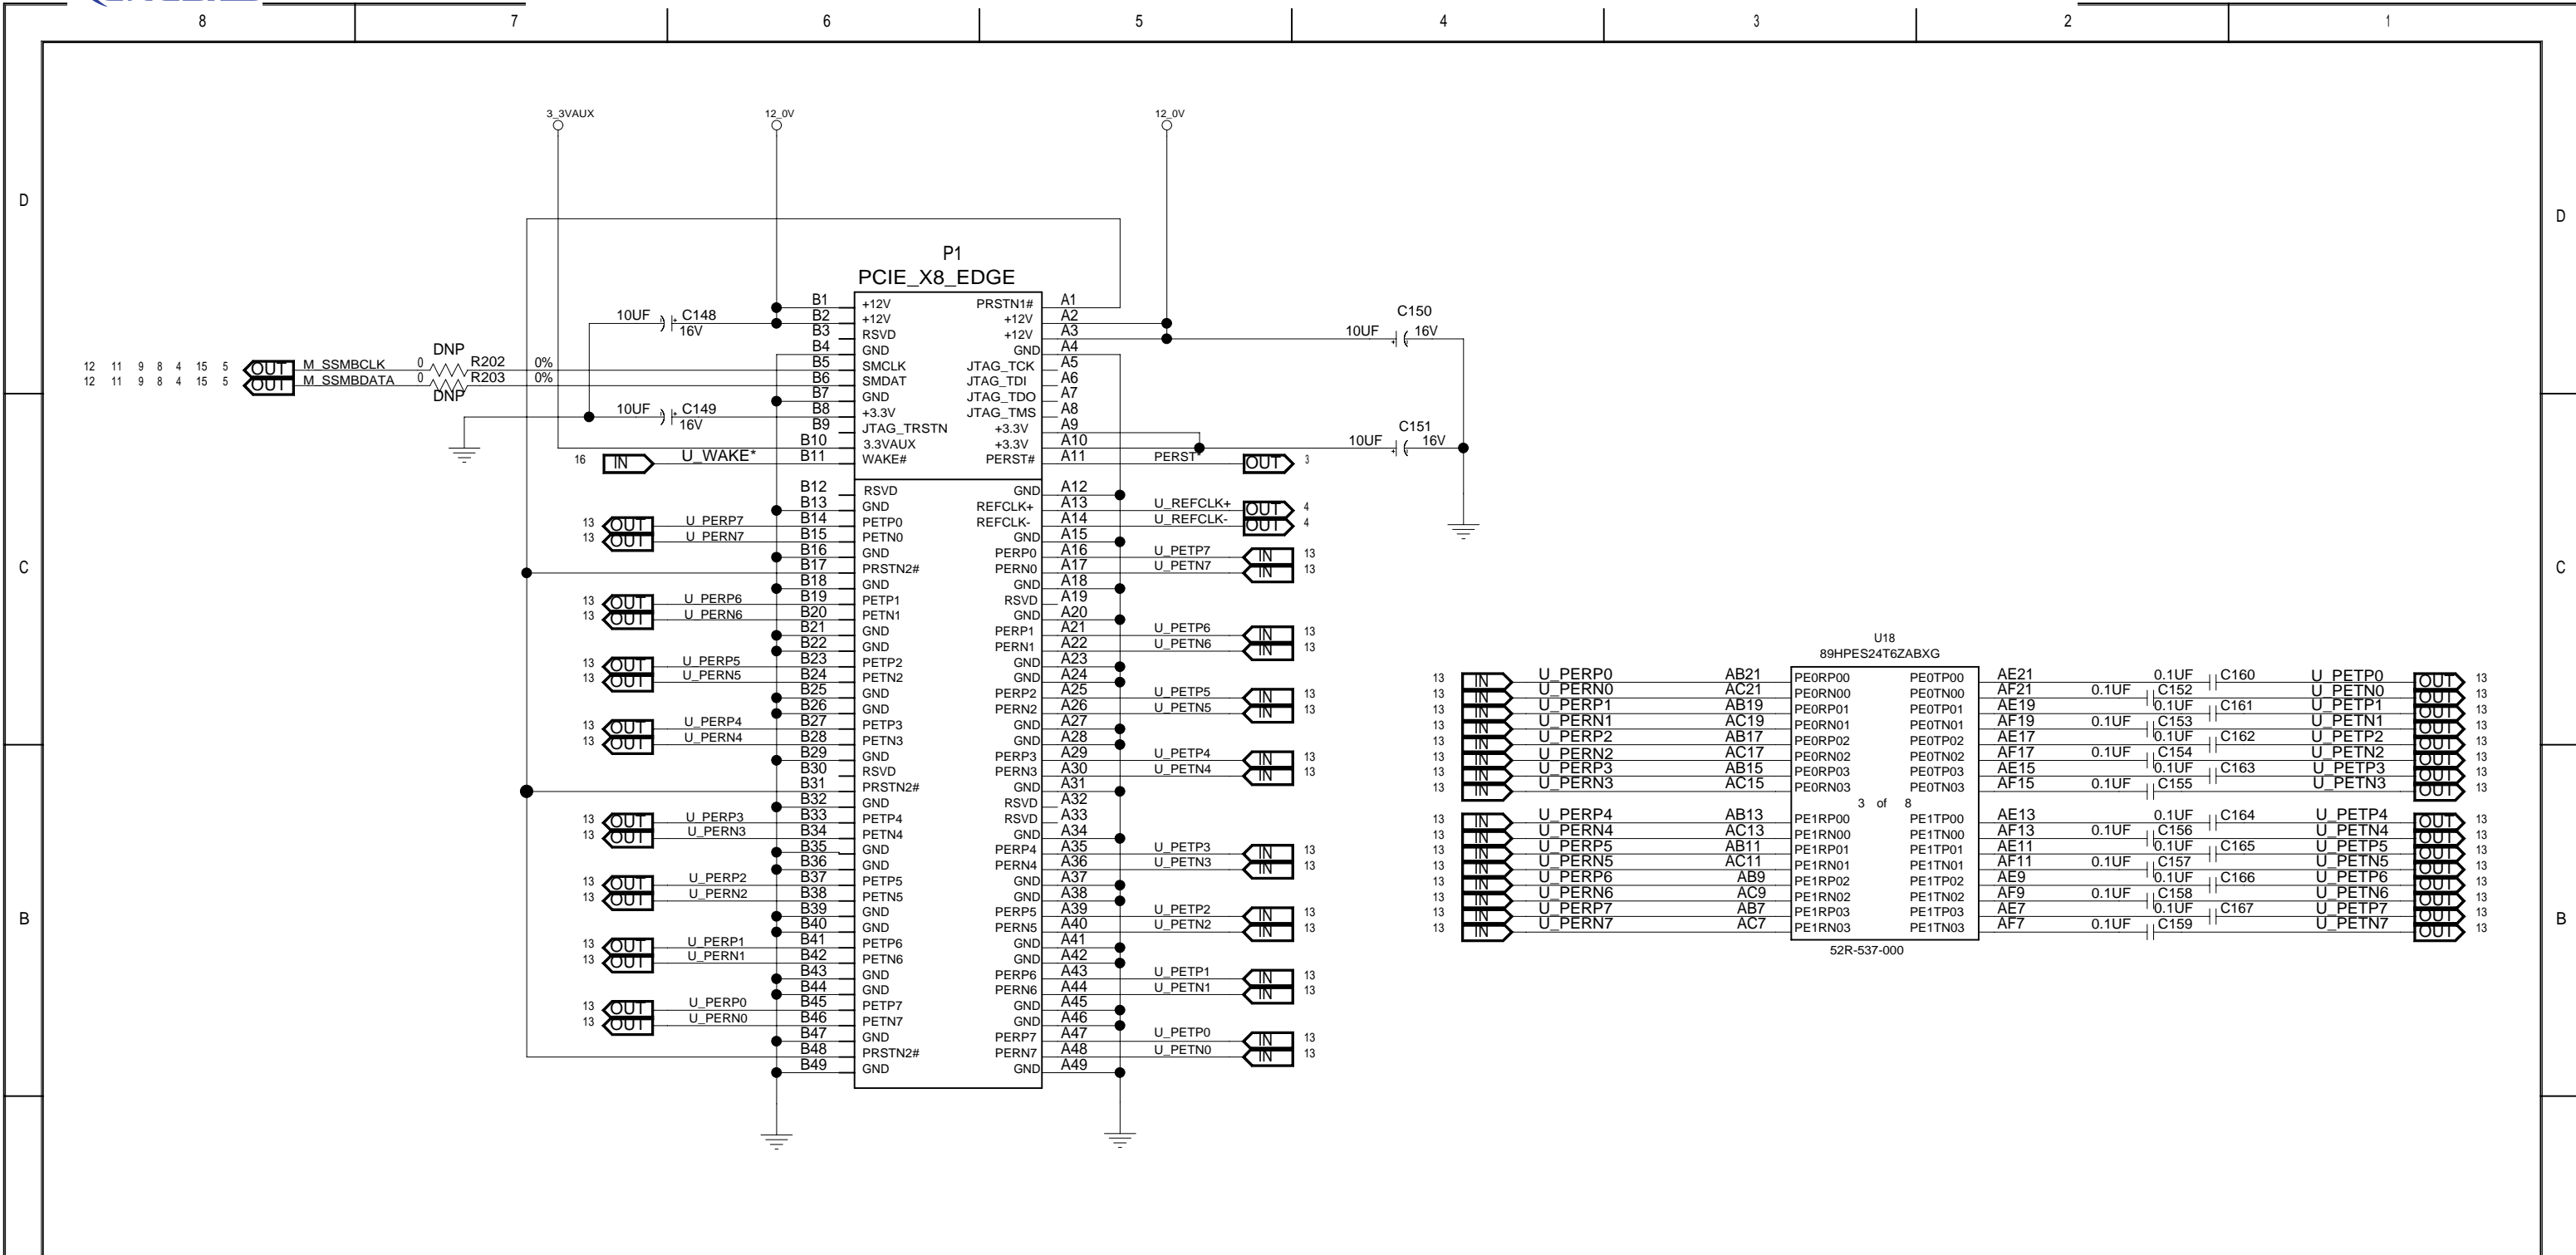 8 7 6 5 4 3 2 1
D D
C C
B B
3_3VAUX
12_0V
12_0V
P1
PCIE_X8_EDGE
10UF C148
16V
10UF C149
16V
C150
10UF 16V
C151
10UF 16V
12 11 9 8 4 15 5 OUT M_SSMBCLK 0 DNP R202 0%
12 11 9 8 4 15 5 OUT M_SSMBDATA 0 DNP R203 0%
16 IN U_WAKE*
B1 +12V PRSTN1# A1
B2 +12V +12V A2
B3 RSVD +12V A3
B4 GND GND A4
B5 SMCLK JTAG_TCK A5
B6 SMDAT JTAG_TDI A6
B7 GND JTAG_TDO A7
B8 +3.3V JTAG_TMS A8
B9 JTAG_TRSTN +3.3V A9
B10 3.3VAUX +3.3V A10
B11 WAKE# PERST# A11 PERST* OUT 3
B12 RSVD GND A12
B13 GND REFCLK+ A13 U_REFCLK+ OUT 4
13 OUT U_PERP7 B14 PETP0 REFCLK- A14 U_REFCLK- OUT 4
13 OUT U_PERN7 B15 PETN0 GND A15
B16 GND PERP0 A16 U_PETP7 IN 13
B17 PRSTN2# PERN0 A17 U_PETN7 IN 13
B18 GND GND A18
13 OUT U_PERP6 B19 PETP1 RSVD A19
13 OUT U_PERN6 B20 PETN1 GND A20
B21 GND PERP1 A21 U_PETP6 IN 13
B22 GND PERN1 A22 U_PETN6 IN 13
13 OUT U_PERP5 B23 PETP2 GND A23
13 OUT U_PERN5 B24 PETN2 GND A24
B25 GND PERP2 A25 U_PETP5 IN 13
B26 GND PERN2 A26 U_PETN5 IN 13
13 OUT U_PERP4 B27 PETP3 GND A27
13 OUT U_PERN4 B28 PETN3 GND A28
B29 GND PERP3 A29 U_PETP4 IN 13
B30 RSVD PERN3 A30 U_PETN4 IN 13
B31 PRSTN2# GND A31
B32 GND RSVD A32
13 OUT U_PERP3 B33 PETP4 RSVD A33
13 OUT U_PERN3 B34 PETN4 GND A34
B35 GND PERP4 A35 U_PETP3 IN 13
B36 GND PERN4 A36 U_PETN3 IN 13
13 OUT U_PERP2 B37 PETP5 GND A37
13 OUT U_PERN2 B38 PETN5 GND A38
B39 GND PERP5 A39 U_PETP2 IN 13
B40 GND PERN5 A40 U_PETN2 IN 13
13 OUT U_PERP1 B41 PETP6 GND A41
13 OUT U_PERN1 B42 PETN6 GND A42
B43 GND PERP6 A43 U_PETP1 IN 13
B44 GND PERN6 A44 U_PETN1 IN 13
13 OUT U_PERP0 B45 PETP7 GND A45
13 OUT U_PERN0 B46 PETN7 GND A46
B47 GND PERP7 A47 U_PETP0 IN 13
B48 PRSTN2# PERN7 A48 U_PETN0 IN 13
B49 GND GND A49
U18
89HPES24T6ZABXG
13 IN U_PERP0 AB21 PE0RP00 PE0TP00 AE21 0.1UF C160 U_PETP0 OUT 13
13 IN U_PERN0 AC21 PE0RN00 PE0TN00 AF21 0.1UF C152 U_PETN0 OUT 13
13 IN U_PERP1 AB19 PE0RP01 PE0TP01 AE19 0.1UF C161 U_PETP1 OUT 13
13 IN U_PERN1 AC19 PE0RN01 PE0TN01 AF19 0.1UF C153 U_PETN1 OUT 13
13 IN U_PERP2 AB17 PE0RP02 PE0TP02 AE17 0.1UF C162 U_PETP2 OUT 13
13 IN U_PERN2 AC17 PE0RN02 PE0TN02 AF17 0.1UF C154 U_PETN2 OUT 13
13 IN U_PERP3 AB15 PE0RP03 PE0TP03 AE15 0.1UF C163 U_PETP3 OUT 13
13 IN U_PERN3 AC15 PE0RN03 PE0TN03 AF15 0.1UF C155 U_PETN3 OUT 13
3 of 8
13 IN U_PERP4 AB13 PE1RP00 PE1TP00 AE13 0.1UF C164 U_PETP4 OUT 13
13 IN U_PERN4 AC13 PE1RN00 PE1TN00 AF13 0.1UF C156 U_PETN4 OUT 13
13 IN U_PERP5 AB11 PE1RP01 PE1TP01 AE11 0.1UF C165 U_PETP5 OUT 13
13 IN U_PERN5 AC11 PE1RN01 PE1TN01 AF11 0.1UF C157 U_PETN5 OUT 13
13 IN U_PERP6 AB9 PE1RP02 PE1TP02 AE9 0.1UF C166 U_PETP6 OUT 13
13 IN U_PERN6 AC9 PE1RN02 PE1TN02 AF9 0.1UF C158 U_PETN6 OUT 13
13 IN U_PERP7 AB7 PE1RP03 PE1TP03 AE7 0.1UF C167 U_PETP7 OUT 13
13 IN U_PERN7 AC7 PE1RN03 PE1TN03 AF7 0.1UF C159 U_PETN7 OUT 13
52R-537-000